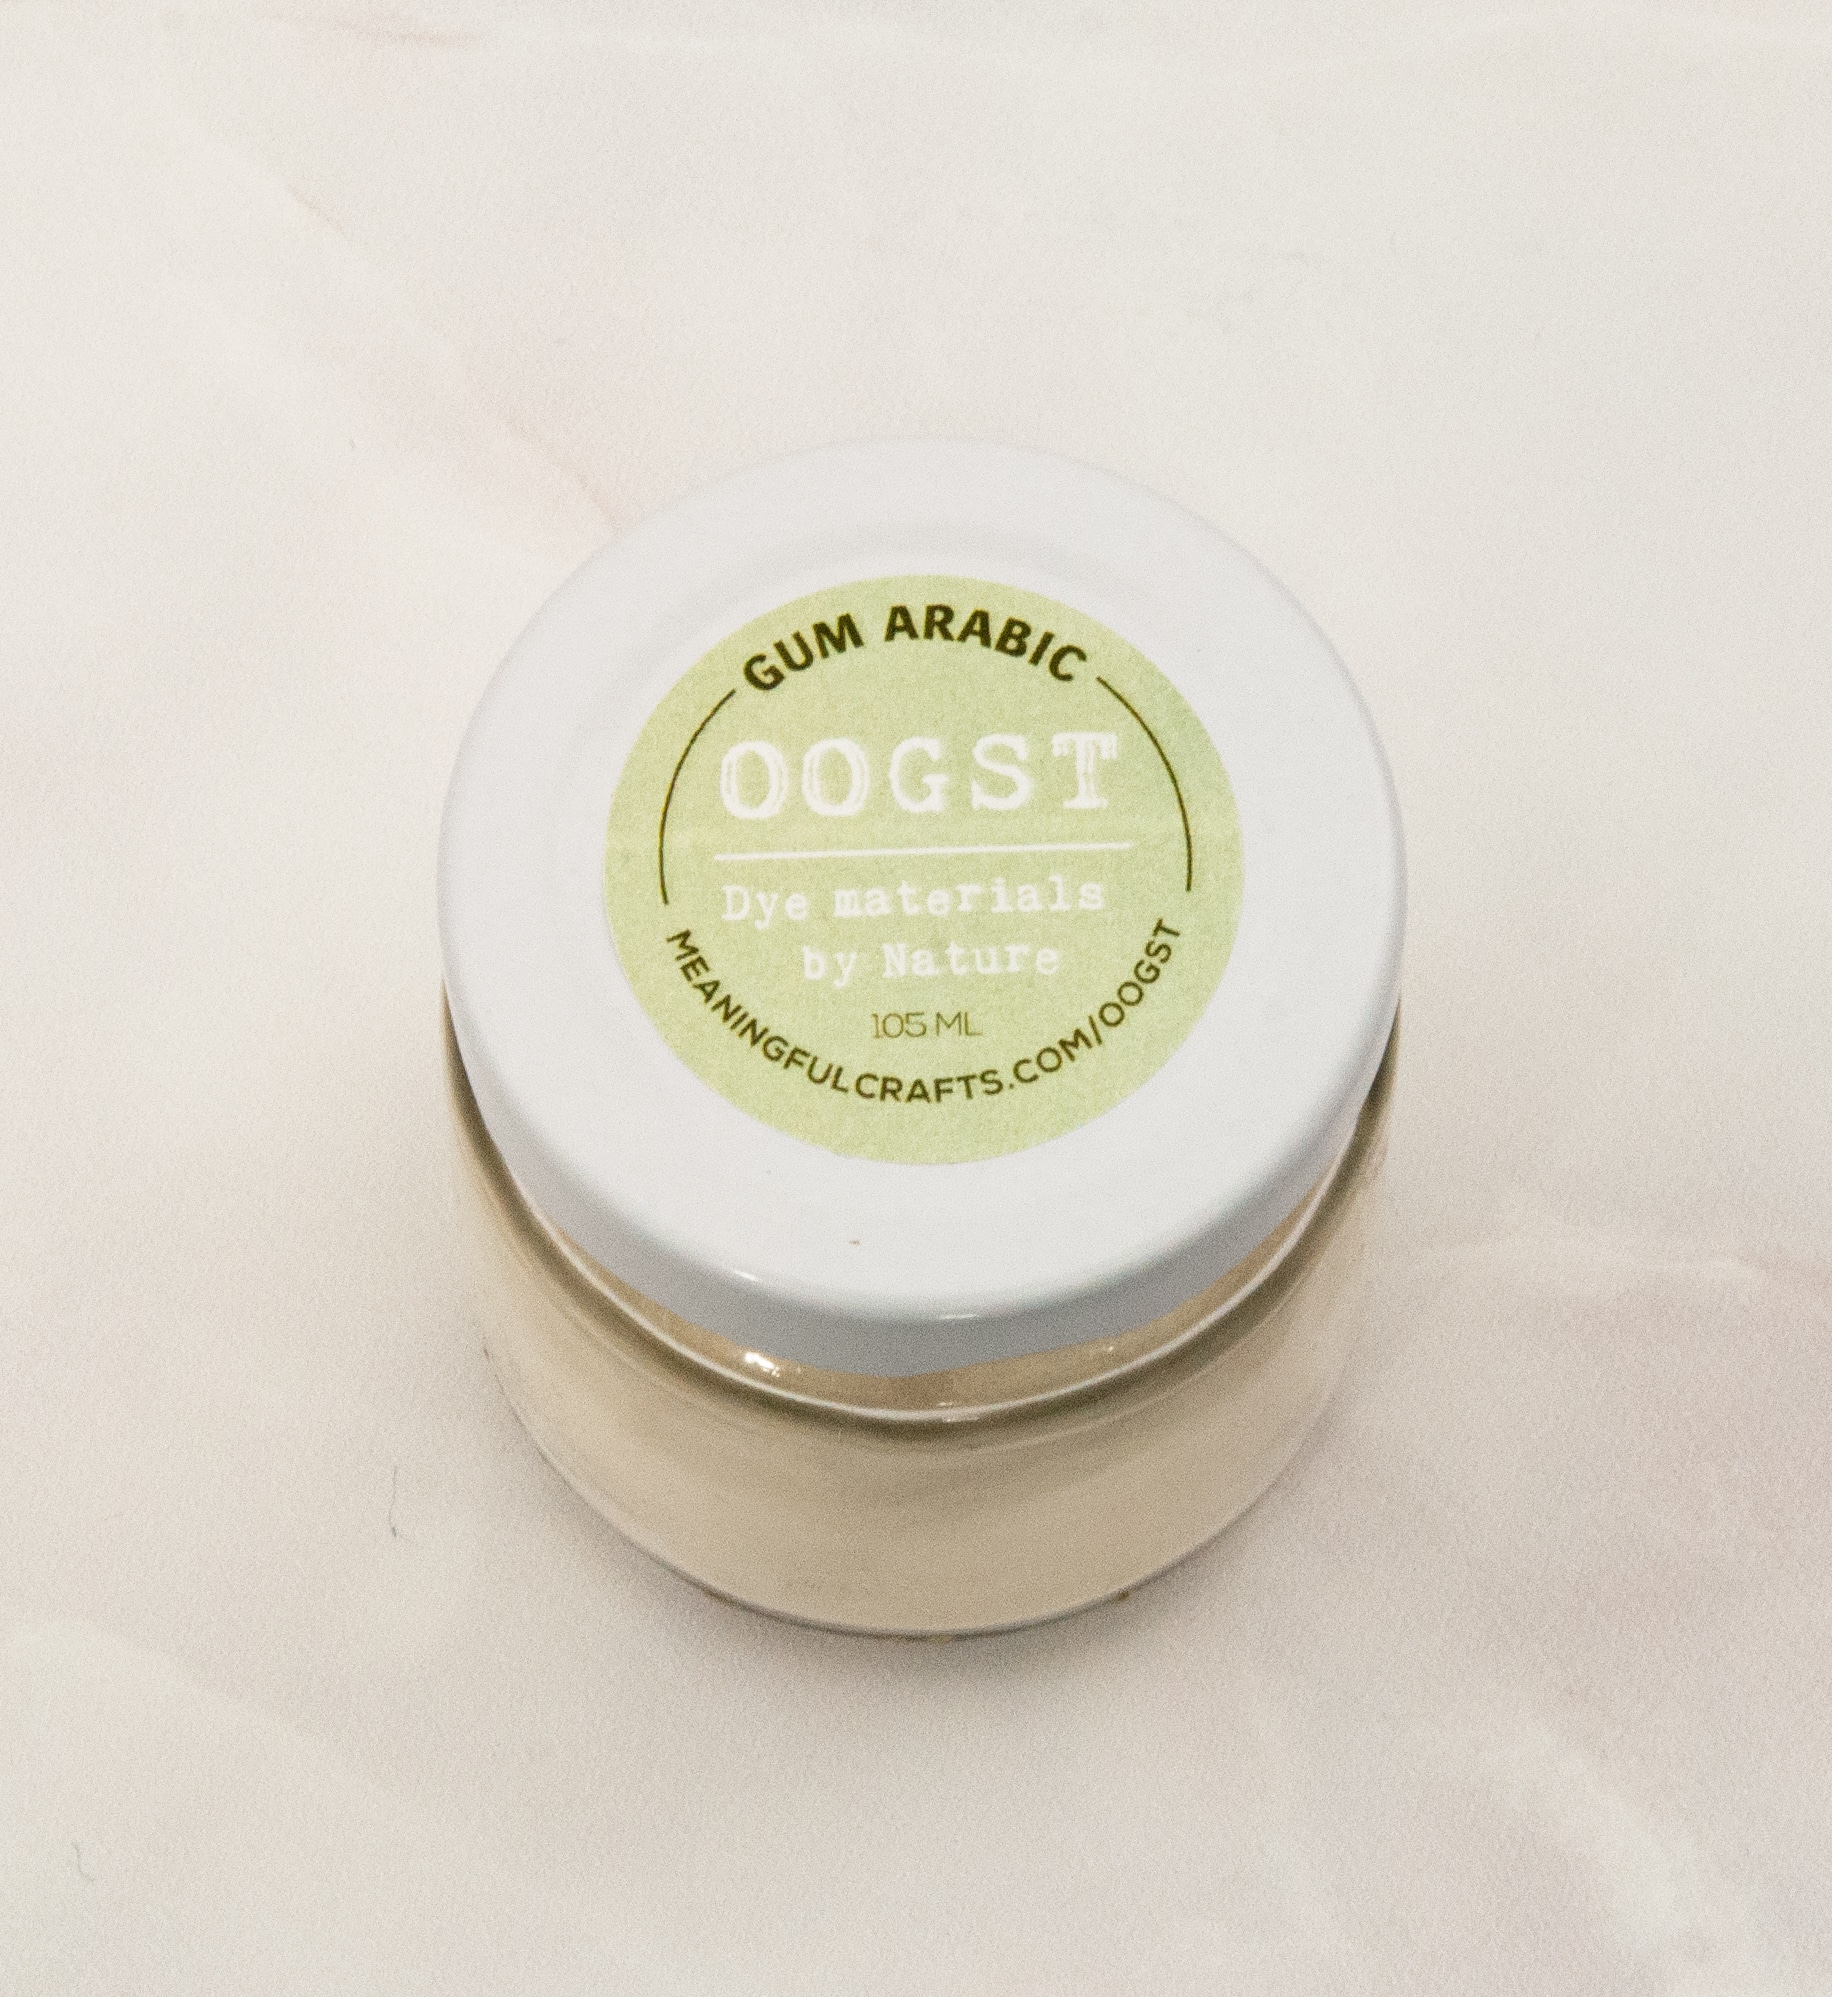 GUM ARABIC
OOGST
Dye materials
by Nature
105 ML
MEANINGFULCRAFTS.COM/OOGST